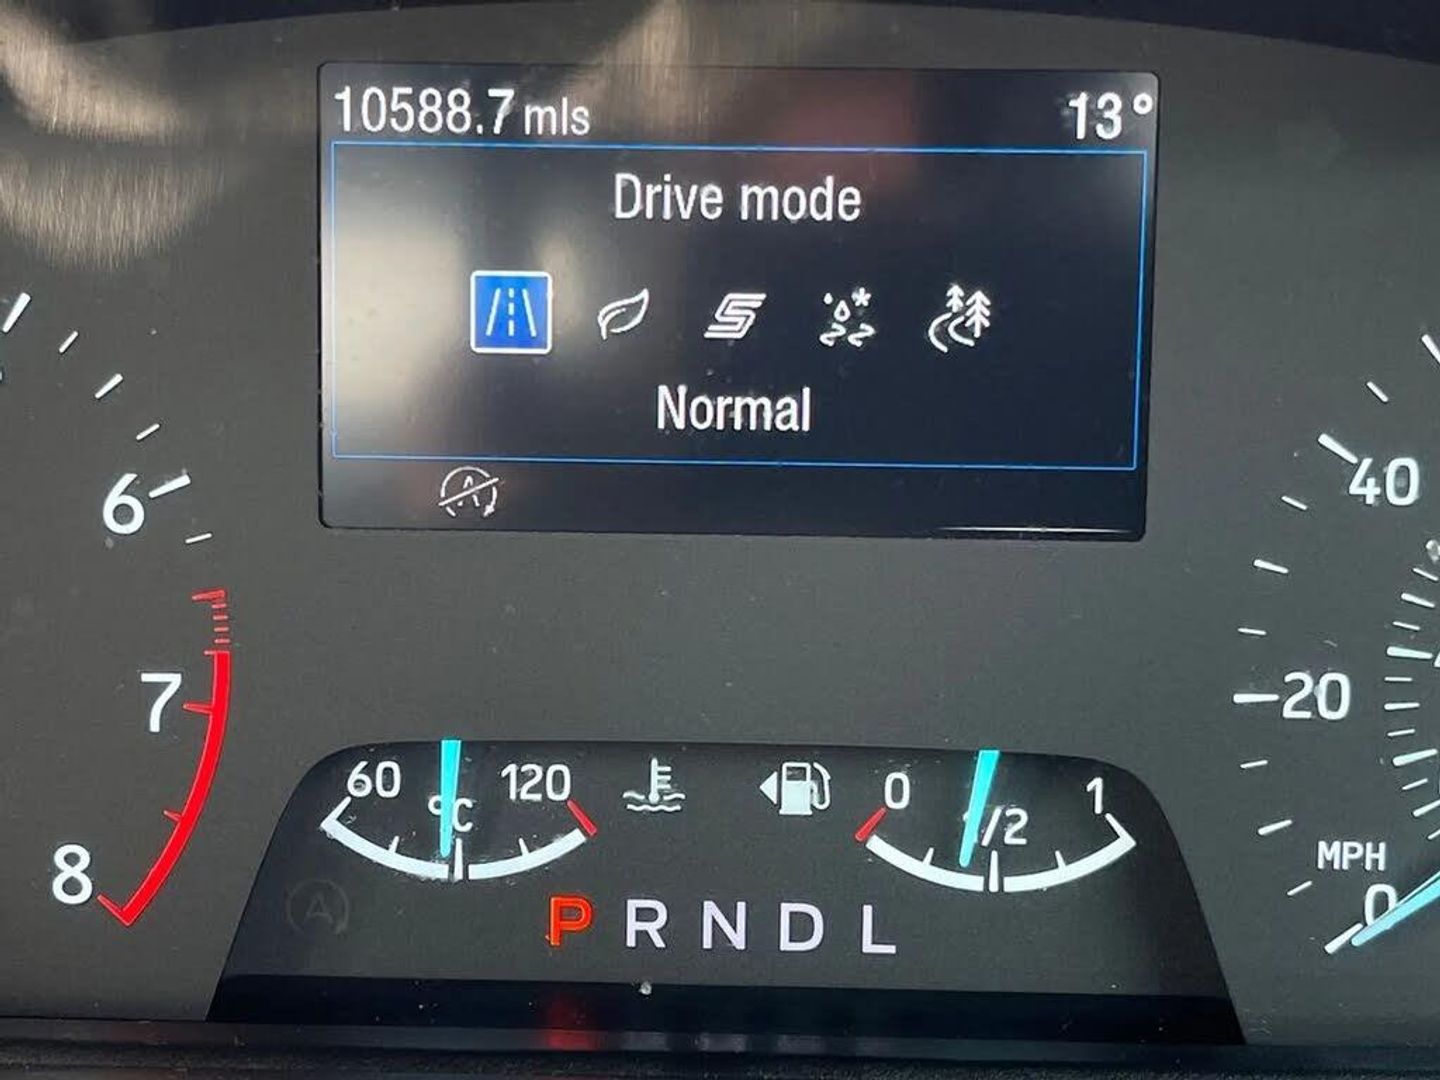 10588.7 mls 13°
Drive mode
Normal
A
6
7
8
40
20
MPH
0
60 °C 120
0 1/2 1
A
P R N D L